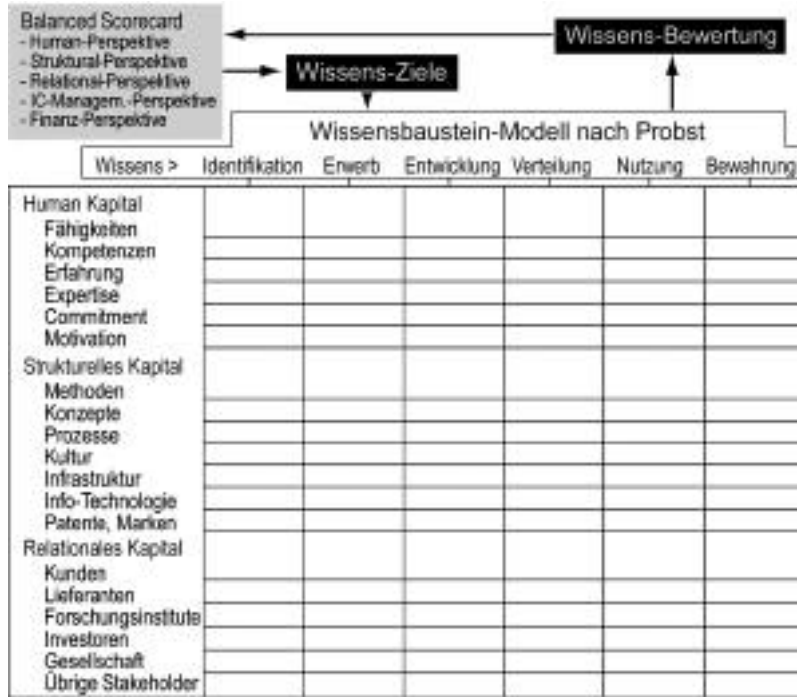 Balanced Scorecard
- Human-Perspektive
- Struktural-Perspektive
- Relational-Perspektive
- IC-Managem.-Perspektive
- Finanz-Perspektive
Wissens-Bewertung
Wissens-Ziele
Wissensbaustein-Modell nach Probst
Wissens > Identifikation Erwerb Entwicklung Verteilung Nutzung Bewahrung
Human Kapital
Fähigkeiten
Kompetenzen
Erfahrung
Expertise
Commitment
Motivation
Strukturelles Kapital
Methoden
Konzepte
Prozesse
Kultur
Infrastruktur
Info-Technologie
Patente, Marken
Relationales Kapital
Kunden
Lieferanten
Forschungsinstitute
Investoren
Gesellschaft
Übrige Stakeholder